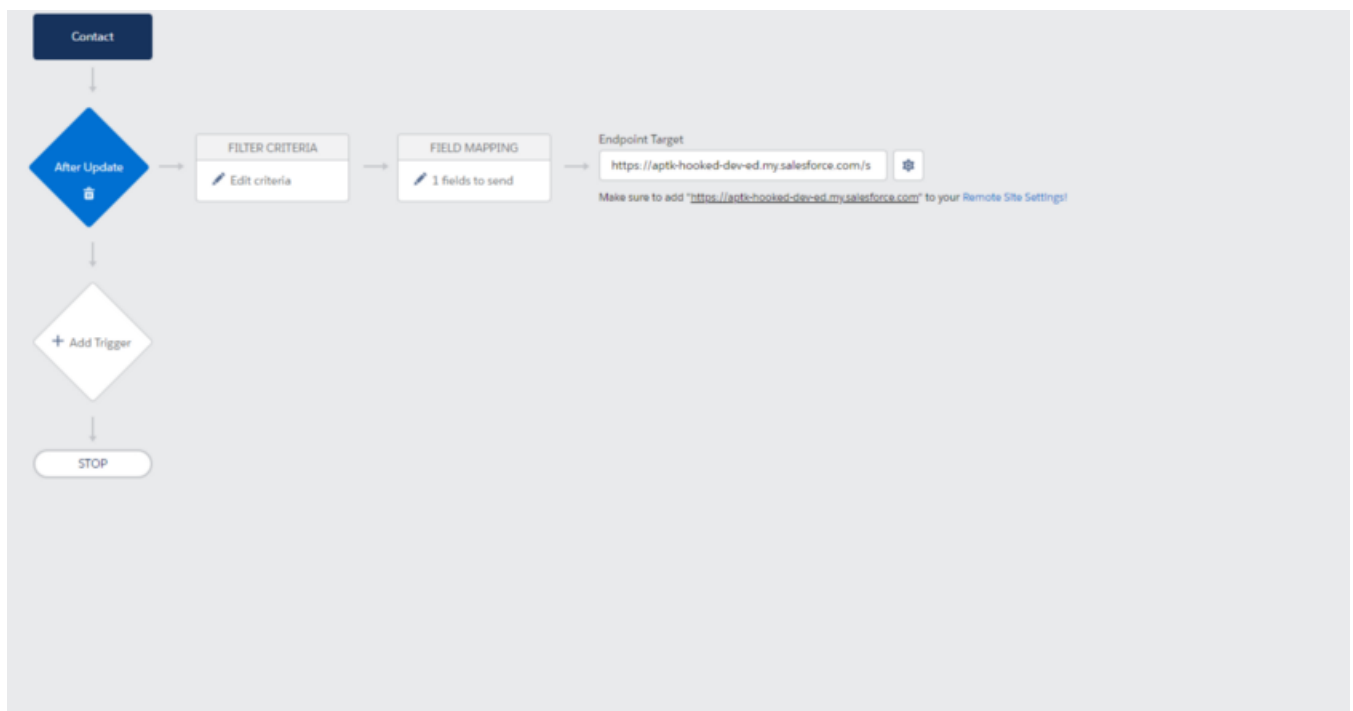 Contact
After Update
FILTER CRITERIA
Edit criteria
FIELD MAPPING
1 fields to send
Endpoint Target
https://aptk-hooked-dev-ed.my.salesforce.com/s
Make sure to add "https://aptk-hooked-dev-ed.my.salesforce.com" to your Remote Site Settings!
+ Add Trigger
STOP